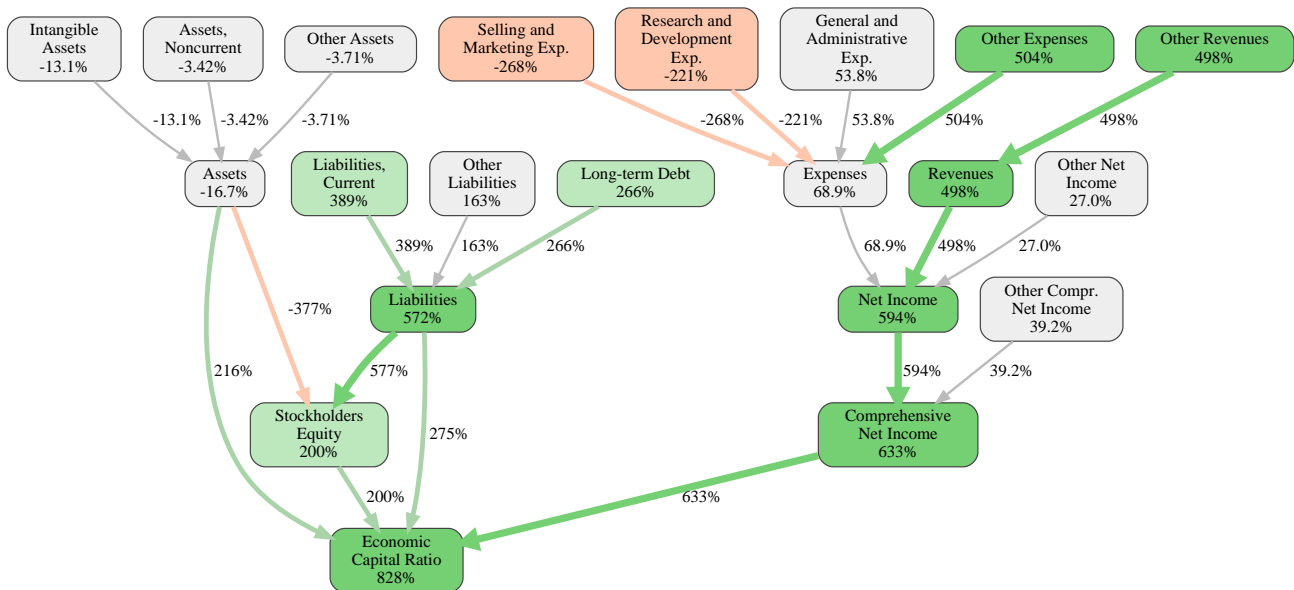 Intangible
Assets
-13.1%
Assets,
Noncurrent
-3.42%
Other Assets
-3.71%
Selling and
Marketing Exp.
-268%
Research and
Development
Exp.
-221%
General and
Administrative
Exp.
53.8%
Other Expenses
504%
Other Revenues
498%
-13.1%
-3.42%
-3.71%
-268%
-221%
53.8%
504%
498%
Assets
-16.7%
Liabilities,
Current
389%
Other
Liabilities
163%
Long-term Debt
266%
Expenses
68.9%
Revenues
498%
Other Net
Income
27.0%
389%
163%
266%
68.9%
498%
27.0%
-377%
Liabilities
572%
Net Income
594%
Other Compr.
Net Income
39.2%
216%
577%
594%
39.2%
Stockholders
Equity
200%
275%
Comprehensive
Net Income
633%
200%
633%
Economic
Capital Ratio
828%